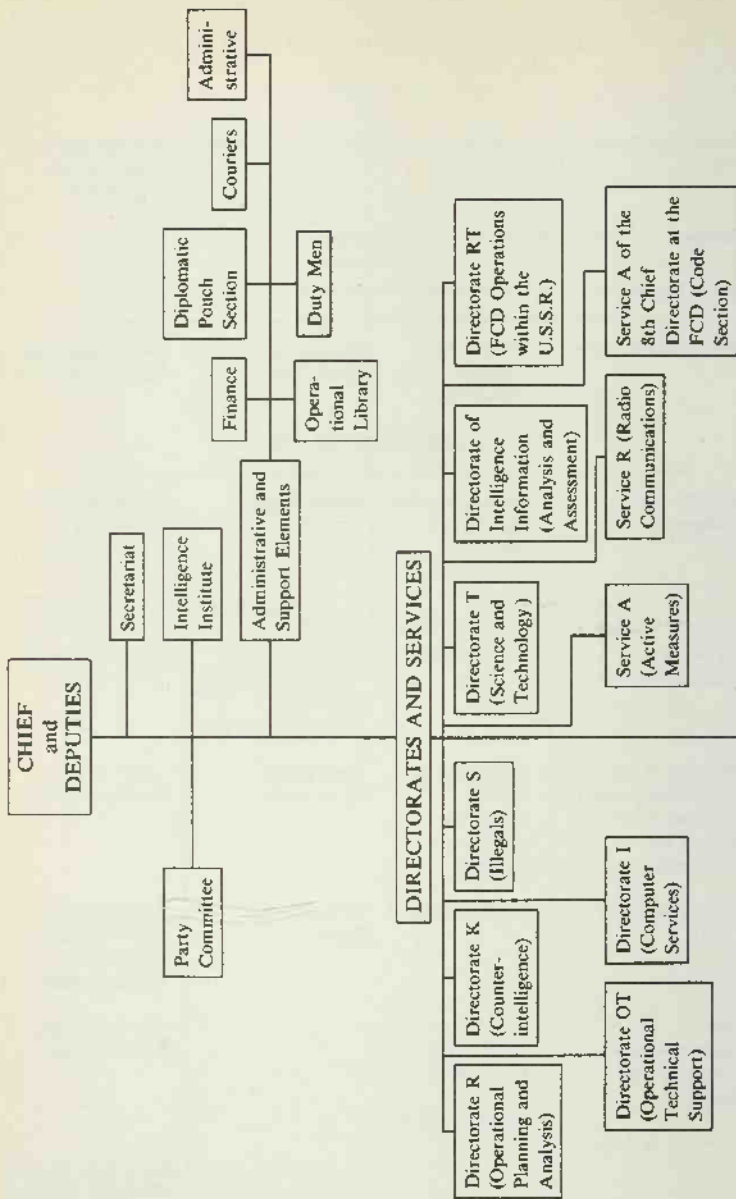 CHIEF
and
DEPUTIES
Secretariat
Party
Committee
Intelligence
Institute
Administrative and
Support Elements
Finance
Diplomatic
Pouch
Section
Couriers
Admini-
strative
Opera-
tional
Library
Duty Men
DIRECTORATES AND SERVICES
Directorate R
(Operational
Planning and
Analysis)
Directorate K
(Counter-
intelligence)
Directorate S
(Illegals)
Directorate T
(Science and
Technology)
Directorate of
Intelligence
Information
(Analysis and
Assessment)
Directorate RT
(FCD Operations
within the
U.S.S.R.)
Directorate OT
(Operational
Technical
Support)
Directorate I
(Computer
Services)
Service A
(Active
Measures)
Service R (Radio
Communications)
Service A of the
8th Chief
Directorate at the
FCD (Code
Section)